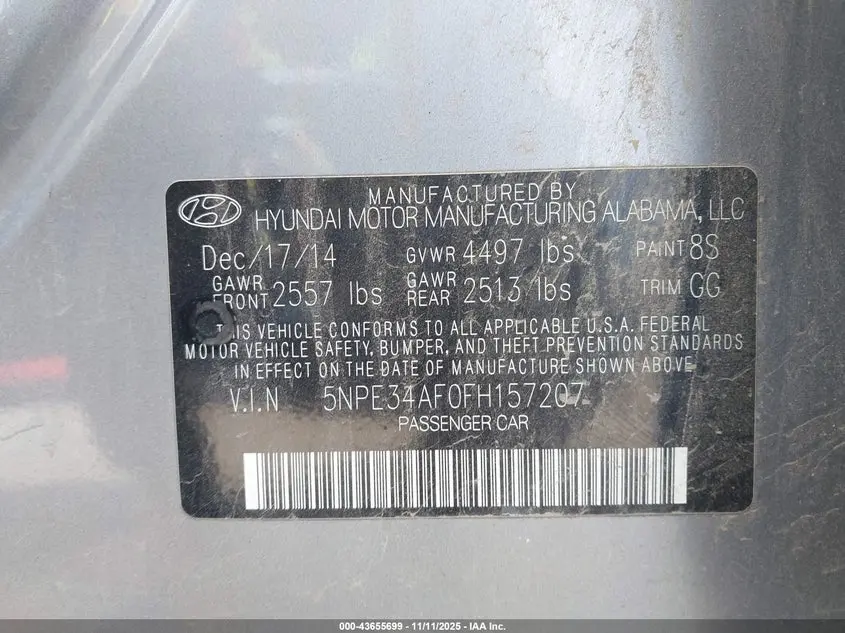 MANUFACTURED BY
HYUNDAI MOTOR MANUFACTURING ALABAMA, LLC
Dec/17/14 GVWR 4497 lbs PAINT 8S
GAWR FRONT 2557 lbs GAWR REAR 2513 lbs TRIM GG
THIS VEHICLE CONFORMS TO ALL APPLICABLE U.S.A. FEDERAL
MOTOR VEHICLE SAFETY, BUMPER, AND THEFT PREVENTION STANDARDS
IN EFFECT ON THE DATE OF MANUFACTURE SHOWN ABOVE.
V.I.N 5NPE34AF0FH157207
PASSENGER CAR
000-43655699 - 11/11/2025 - IAA Inc.